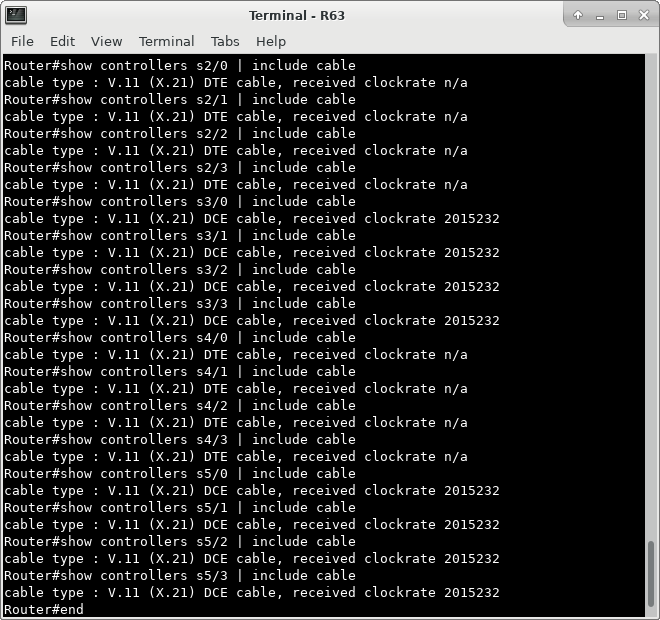 Terminal - R63
File Edit View Terminal Tabs Help
Router#show controllers s2/0 | include cable
cable type : V.11 (X.21) DTE cable, received clockrate n/a
Router#show controllers s2/1 | include cable
cable type : V.11 (X.21) DTE cable, received clockrate n/a
Router#show controllers s2/2 | include cable
cable type : V.11 (X.21) DTE cable, received clockrate n/a
Router#show controllers s2/3 | include cable
cable type : V.11 (X.21) DTE cable, received clockrate n/a
Router#show controllers s3/0 | include cable
cable type : V.11 (X.21) DCE cable, received clockrate 2015232
Router#show controllers s3/1 | include cable
cable type : V.11 (X.21) DCE cable, received clockrate 2015232
Router#show controllers s3/2 | include cable
cable type : V.11 (X.21) DCE cable, received clockrate 2015232
Router#show controllers s3/3 | include cable
cable type : V.11 (X.21) DCE cable, received clockrate 2015232
Router#show controllers s4/0 | include cable
cable type : V.11 (X.21) DTE cable, received clockrate n/a
Router#show controllers s4/1 | include cable
cable type : V.11 (X.21) DTE cable, received clockrate n/a
Router#show controllers s4/2 | include cable
cable type : V.11 (X.21) DTE cable, received clockrate n/a
Router#show controllers s4/3 | include cable
cable type : V.11 (X.21) DTE cable, received clockrate n/a
Router#show controllers s5/0 | include cable
cable type : V.11 (X.21) DCE cable, received clockrate 2015232
Router#show controllers s5/1 | include cable
cable type : V.11 (X.21) DCE cable, received clockrate 2015232
Router#show controllers s5/2 | include cable
cable type : V.11 (X.21) DCE cable, received clockrate 2015232
Router#show controllers s5/3 | include cable
cable type : V.11 (X.21) DCE cable, received clockrate 2015232
Router#end